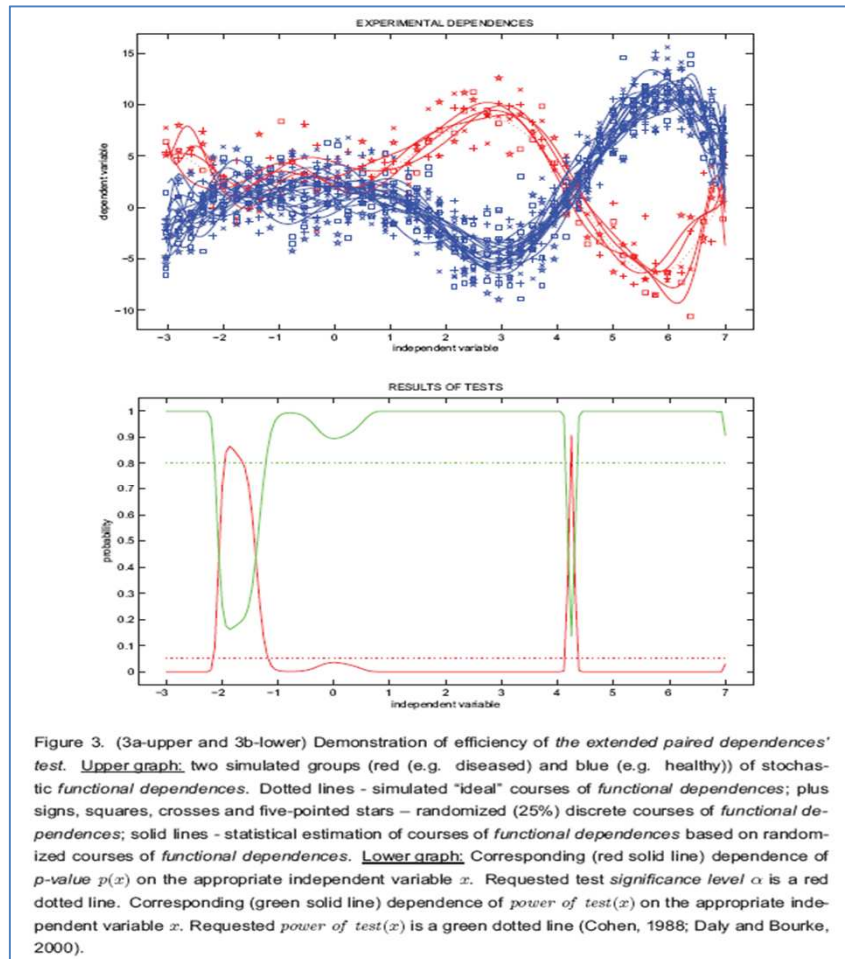 EXPERIMENTAL DEPENDENCES
dependent variable
15
10
5
0
−5
−10
−3 −2 −1 0 1 2 3 4 5 6 7
independent variable
RESULTS OF TESTS
probability
1
0.9
0.8
0.7
0.6
0.5
0.4
0.3
0.2
0.1
0
−3 −2 −1 0 1 2 3 4 5 6 7
independent variable
Figure 3. (3a-upper and 3b-lower) Demonstration of efficiency of the extended paired dependences'
test. Upper graph: two simulated groups (red (e.g. diseased) and blue (e.g. healthy)) of stochas-
tic functional dependences. Dotted lines - simulated “ideal” courses of functional dependences; plus
signs, squares, crosses and five-pointed stars – randomized (25%) discrete courses of functional de-
pendences; solid lines - statistical estimation of courses of functional dependences based on random-
ized courses of functional dependences. Lower graph: Corresponding (red solid line) dependence of
p-value p(x) on the appropriate independent variable x. Requested test significance level α is a red
dotted line. Corresponding (green solid line) dependence of power of test(x) on the appropriate inde-
pendent variable x. Requested power of test(x) is a green dotted line (Cohen, 1988; Daly and Bourke,
2000).